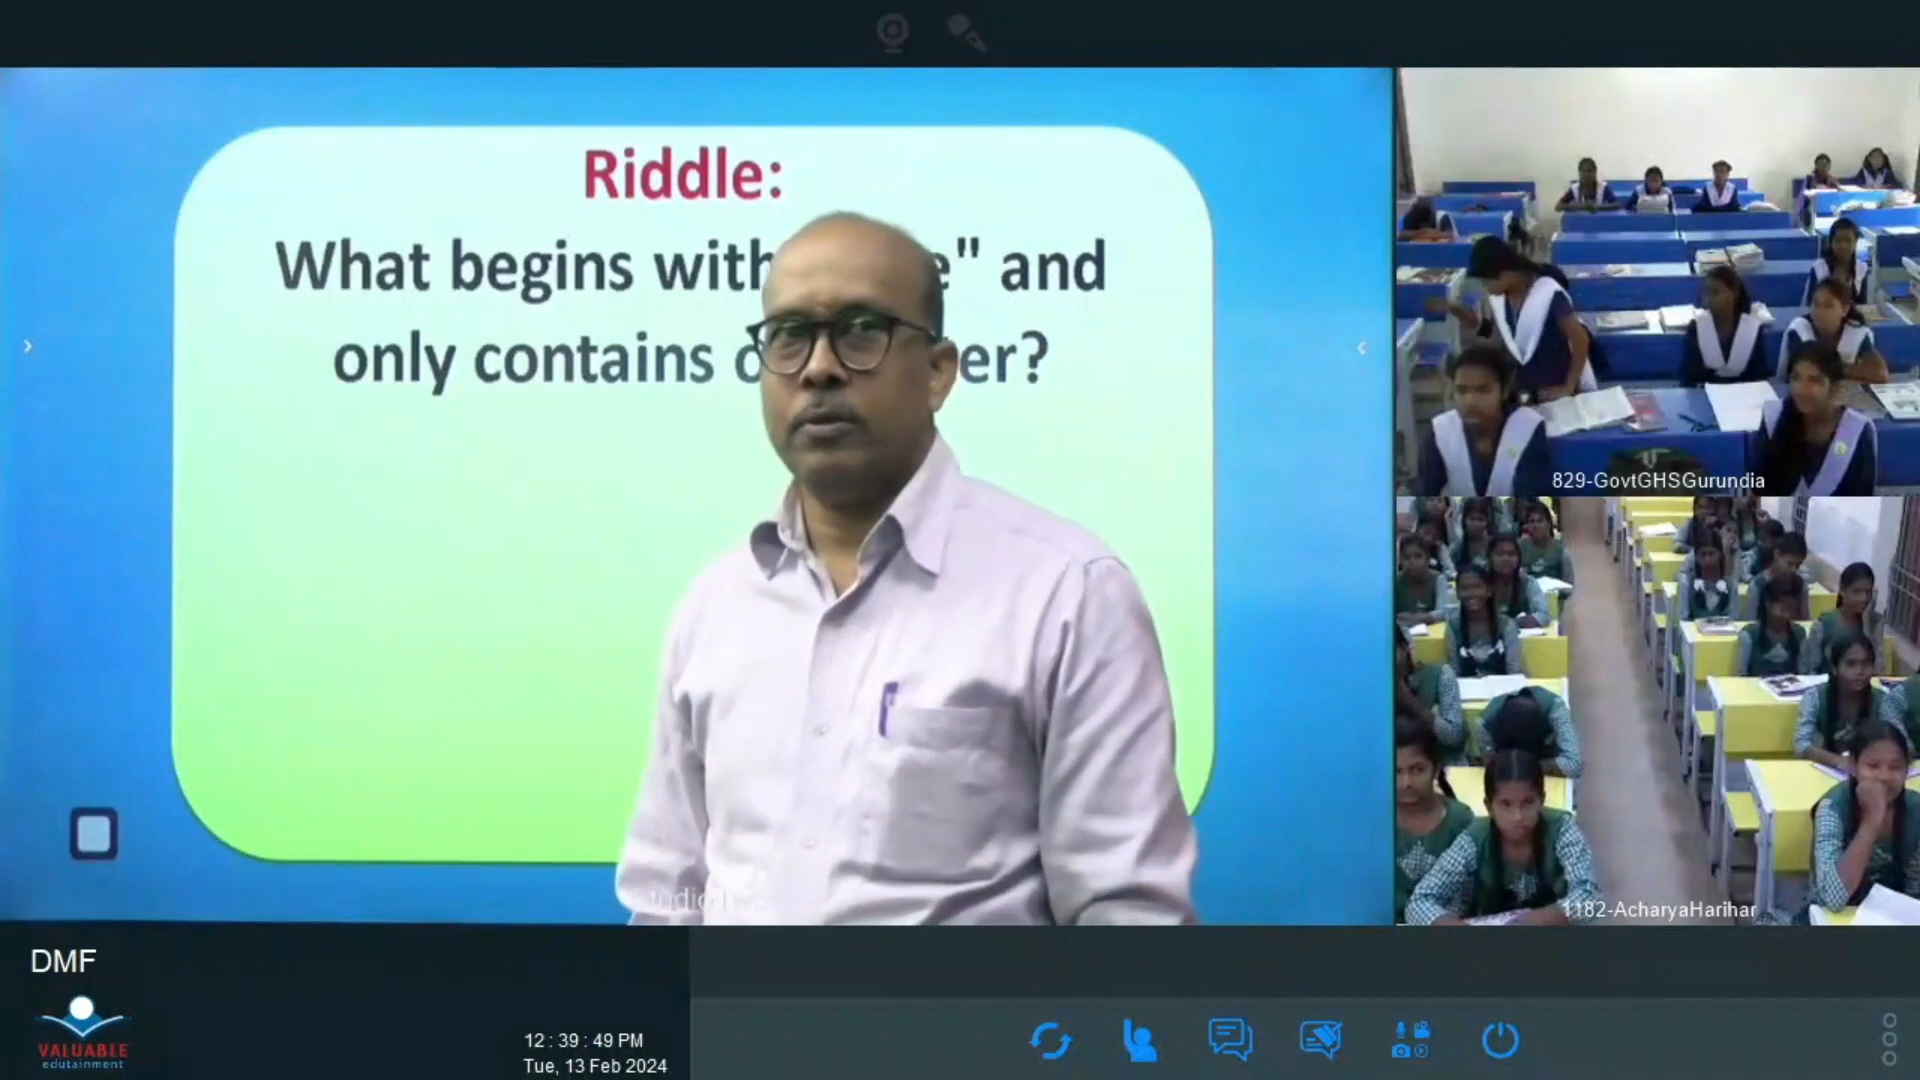 Riddle:
What begins with e" and
only contains o er?
829-GovtGHSGurundia
1182-AcharyaHarihar
DMF
VALUABLE
edutainment
12 : 39 : 49 PM
Tue, 13 Feb 2024